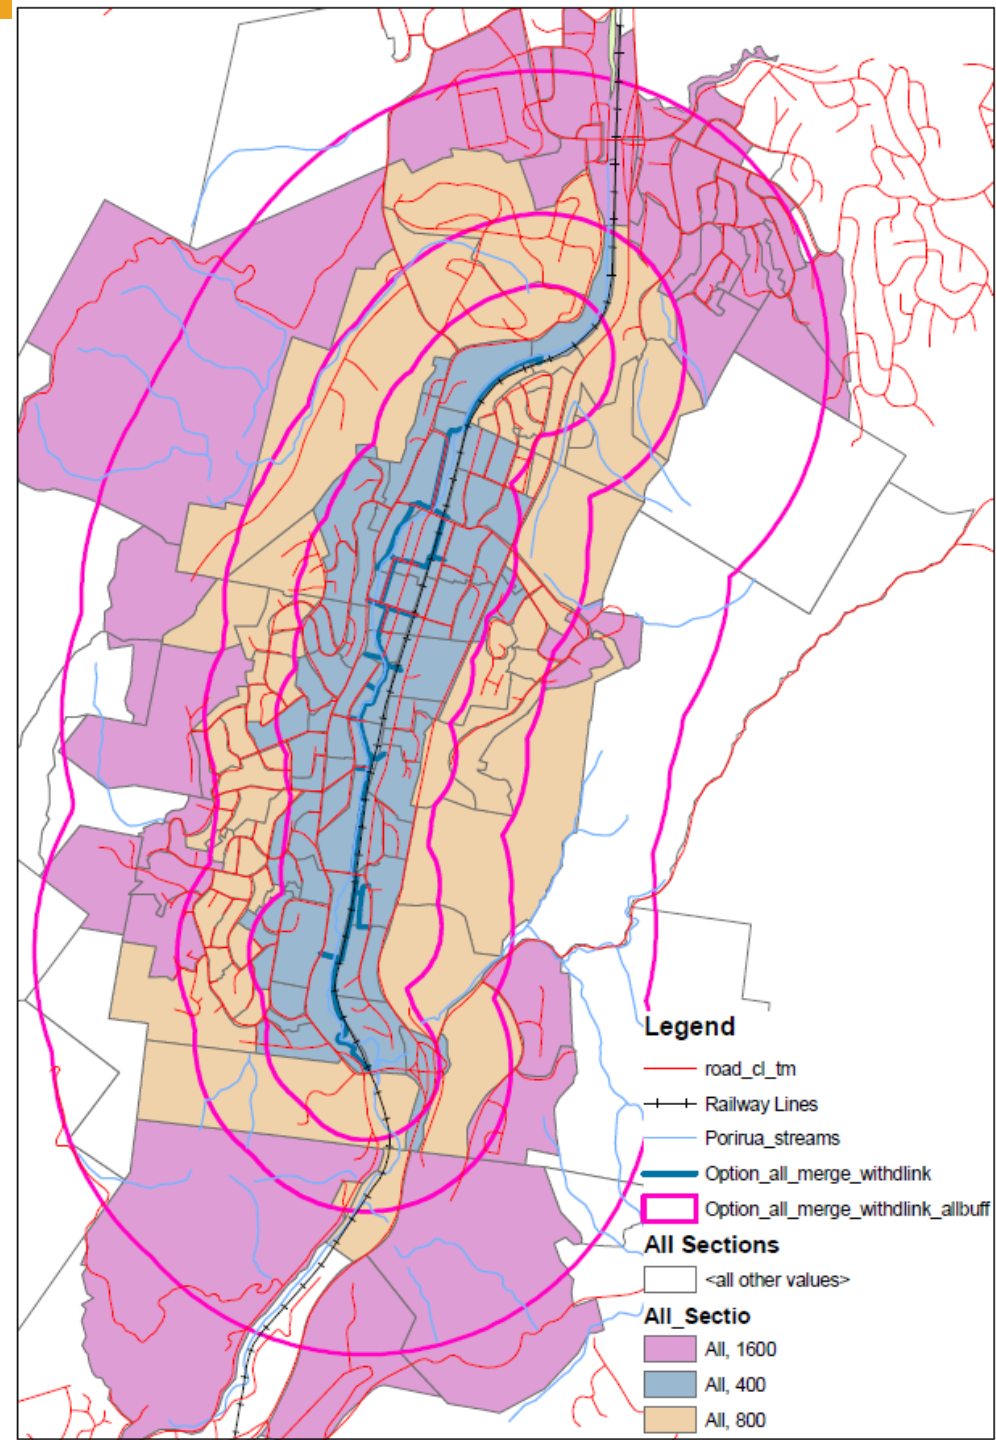 Legend
road_cl_tm
Railway Lines
Porirua_streams
Option_all_merge_withdlink
Option_all_merge_withdlink_allbuff
All Sections
<all other values>
All_Sectio
All, 1600
All, 400
All, 800